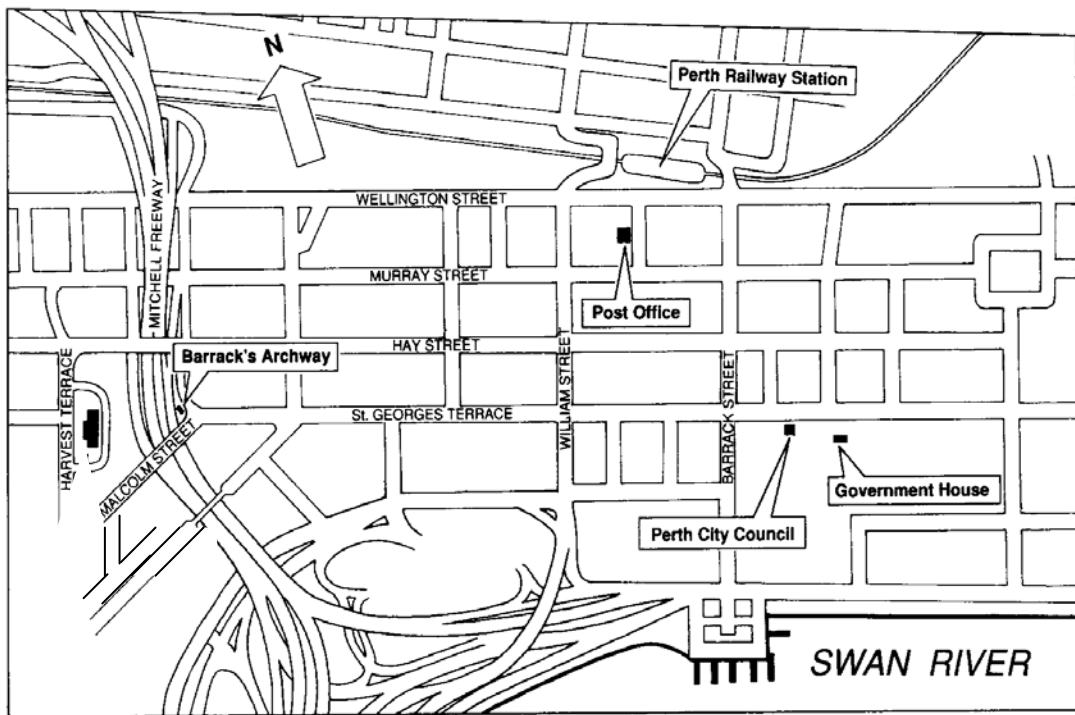 N
Perth Railway Station
MITCHELL FREEWAY
WELLINGTON STREET
MURRAY STREET
Post Office
HAY STREET
Barrack's Archway
HARVEST TERRACE
WILLIAM STREET
BARRACK STREET
St. GEORGES TERRACE
MALCOLM STREET
Government House
Perth City Council
SWAN RIVER